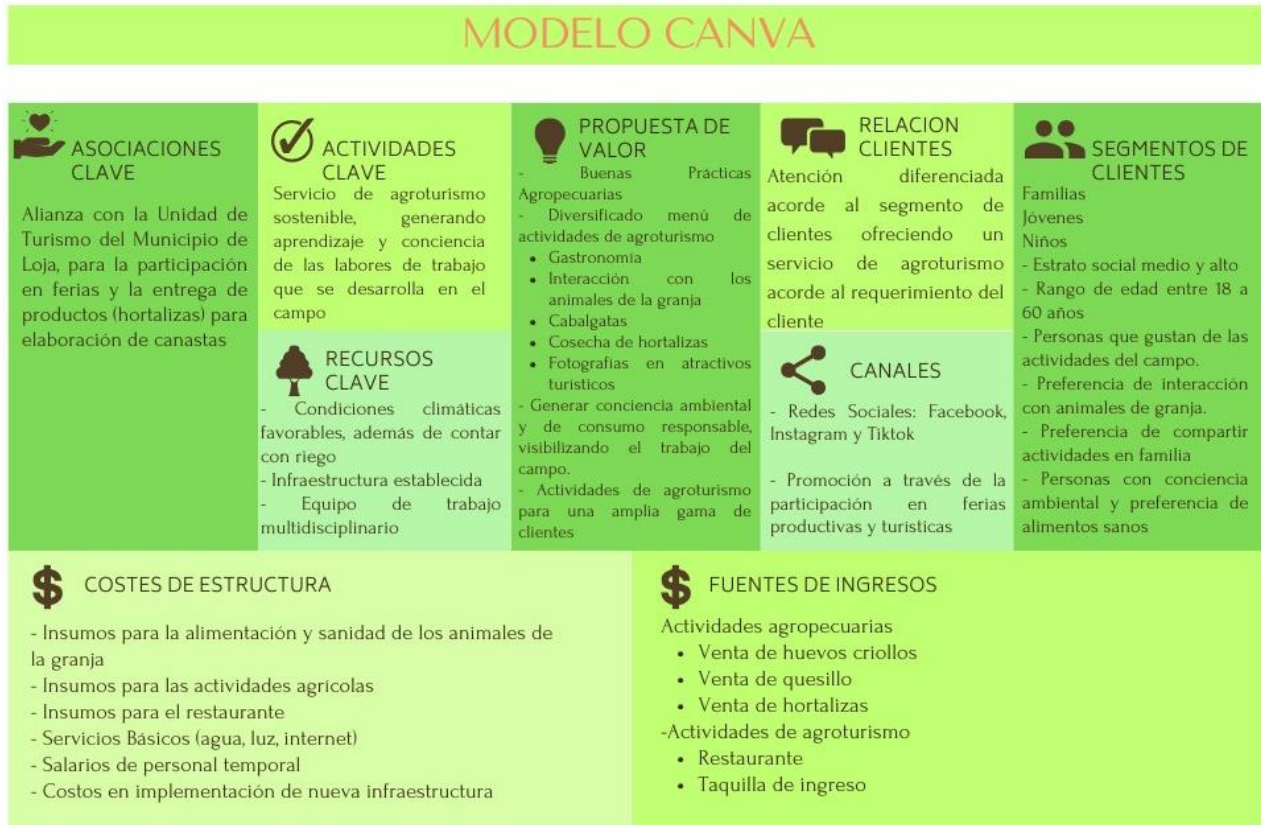 MODELO CANVA
ASOCIACIONES
CLAVE
Alianza con la Unidad de
Turismo del Municipio de
Loja, para la participación
en ferias y la entrega de
productos (hortalizas) para
elaboración de canastas
ACTIVIDADES
CLAVE
Servicio de agroturismo
sostenible, generando
aprendizaje y conciencia
de las labores de trabajo
que se desarrolla en el
campo
RECURSOS
CLAVE
- Condiciones climáticas
favorables, además de contar
con riego
- Infraestructura establecida
- Equipo de trabajo
multidisciplinario
PROPUESTA DE
VALOR
- Buenas Prácticas
Agropecuarias
- Diversificado menú de
actividades de agroturismo
• Gastronomía
• Interacción con los
animales de la granja
• Cabalgatas
• Cosecha de hortalizas
• Fotografías en atractivos
turísticos
- Generar conciencia ambiental
y de consumo responsable,
visibilizando el trabajo del
campo.
- Actividades de agroturismo
para una amplia gama de
clientes
RELACION
CLIENTES
Atención diferenciada
acorde al segmento de
clientes ofreciendo un
servicio de agroturismo
acorde al requerimiento del
cliente
CANALES
- Redes Sociales: Facebook,
Instagram y Tiktok
- Promoción a través de la
participación en ferias
productivas y turísticas
SEGMENTOS DE
CLIENTES
Familias
Jóvenes
Niños
- Estrato social medio y alto
- Rango de edad entre 18 a
60 años
- Personas que gustan de las
actividades del campo.
- Preferencia de interacción
con animales de granja.
- Preferencia de compartir
actividades en familia
- Personas con conciencia
ambiental y preferencia de
alimentos sanos
COSTES DE ESTRUCTURA
- Insumos para la alimentación y sanidad de los animales de
la granja
- Insumos para las actividades agrícolas
- Insumos para el restaurante
- Servicios Básicos (agua, luz, internet)
- Salarios de personal temporal
- Costos en implementación de nueva infraestructura
FUENTES DE INGRESOS
Actividades agropecuarias
• Venta de huevos criollos
• Venta de quesillo
• Venta de hortalizas
-Actividades de agroturismo
• Restaurante
• Taquilla de ingreso